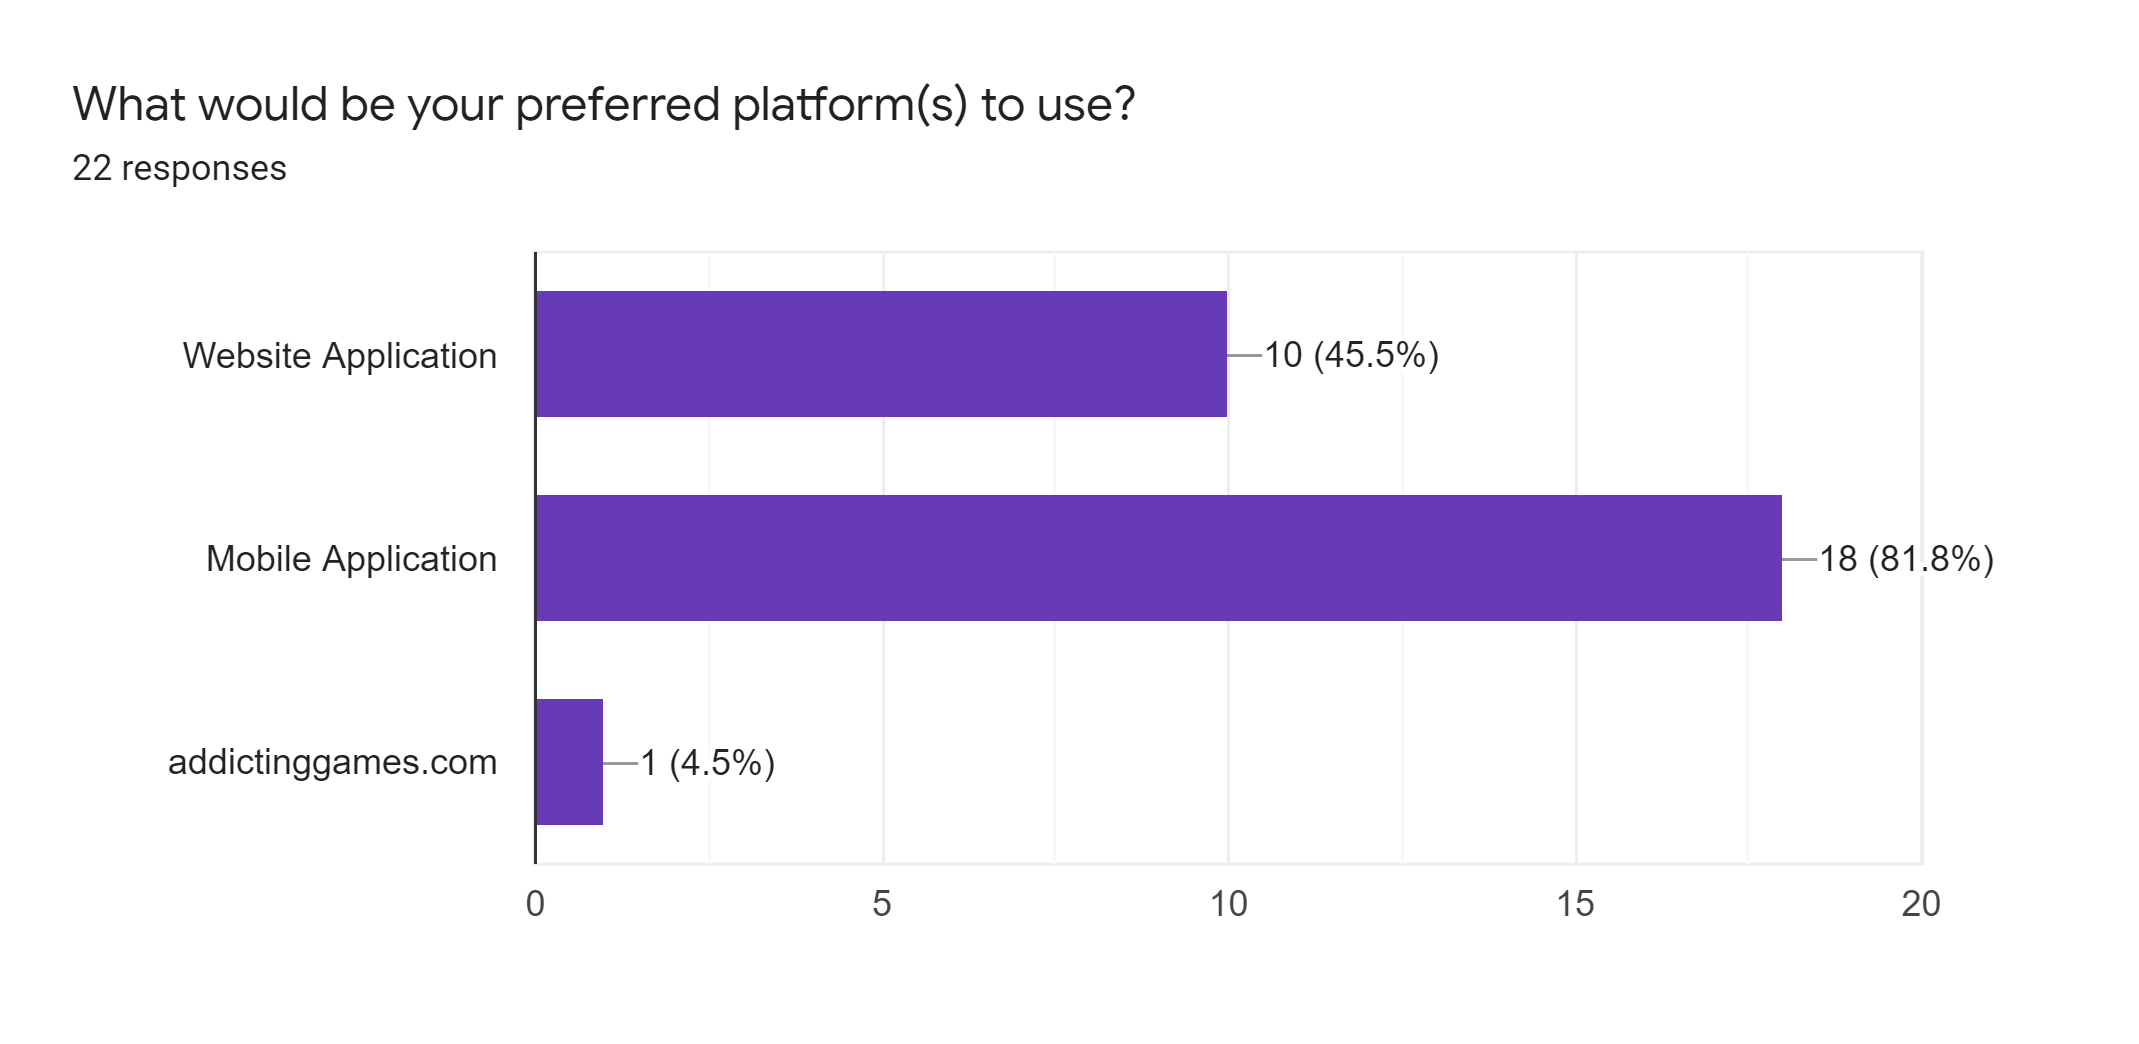 What would be your preferred platform(s) to use?
22 responses
Website Application
10 (45.5%)
Mobile Application
18 (81.8%)
addictinggames.com
1 (4.5%)
0 5 10 15 20